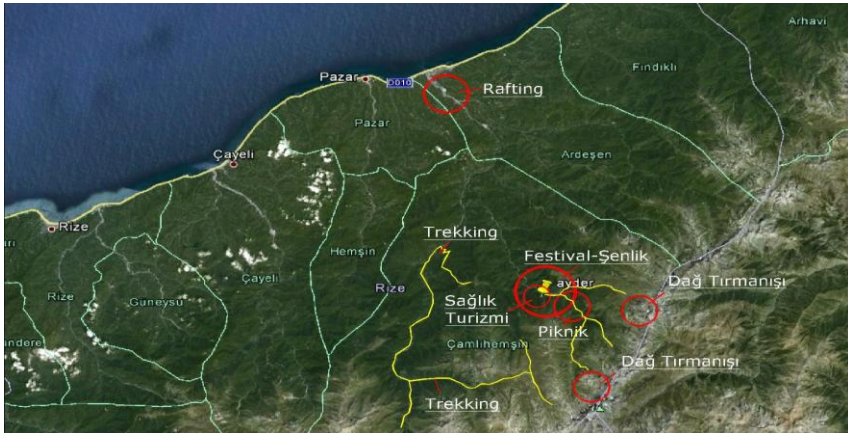 Arhavi
Fındıklı
Pazar
D010
Rafting
Pazar
Çayeli
Ardeşen
Rize
Trekking
Hemşin
Festival-Şenlik
Çayeli
Rize
ayder
Dağ Tırmanışı
Rize
Güneysu
Sağlık
Turizmi
Piknik
Çamlıhemşin
Dağ Tırmanışı
Trekking